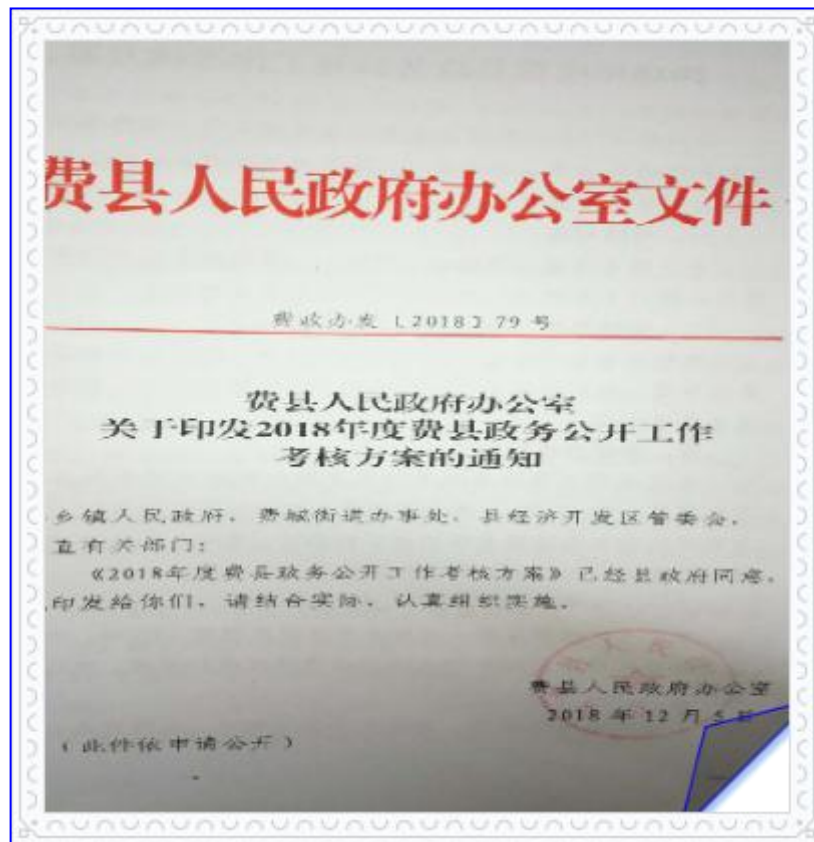 费县人民政府办公室文件
费政办发〔2018〕79号
费县人民政府办公室
关于印发2018年度费县政务公开工作
考核方案的通知
乡镇人民政府，费城街道办事处，县经济开发区管委会，
直有关部门：
《2018年度费县政务公开工作考核方案》已经县政府同意，
印发给你们，请结合实际，认真组织实施。
费县人民政府办公室
2018年12月5日
（此件依申请公开）